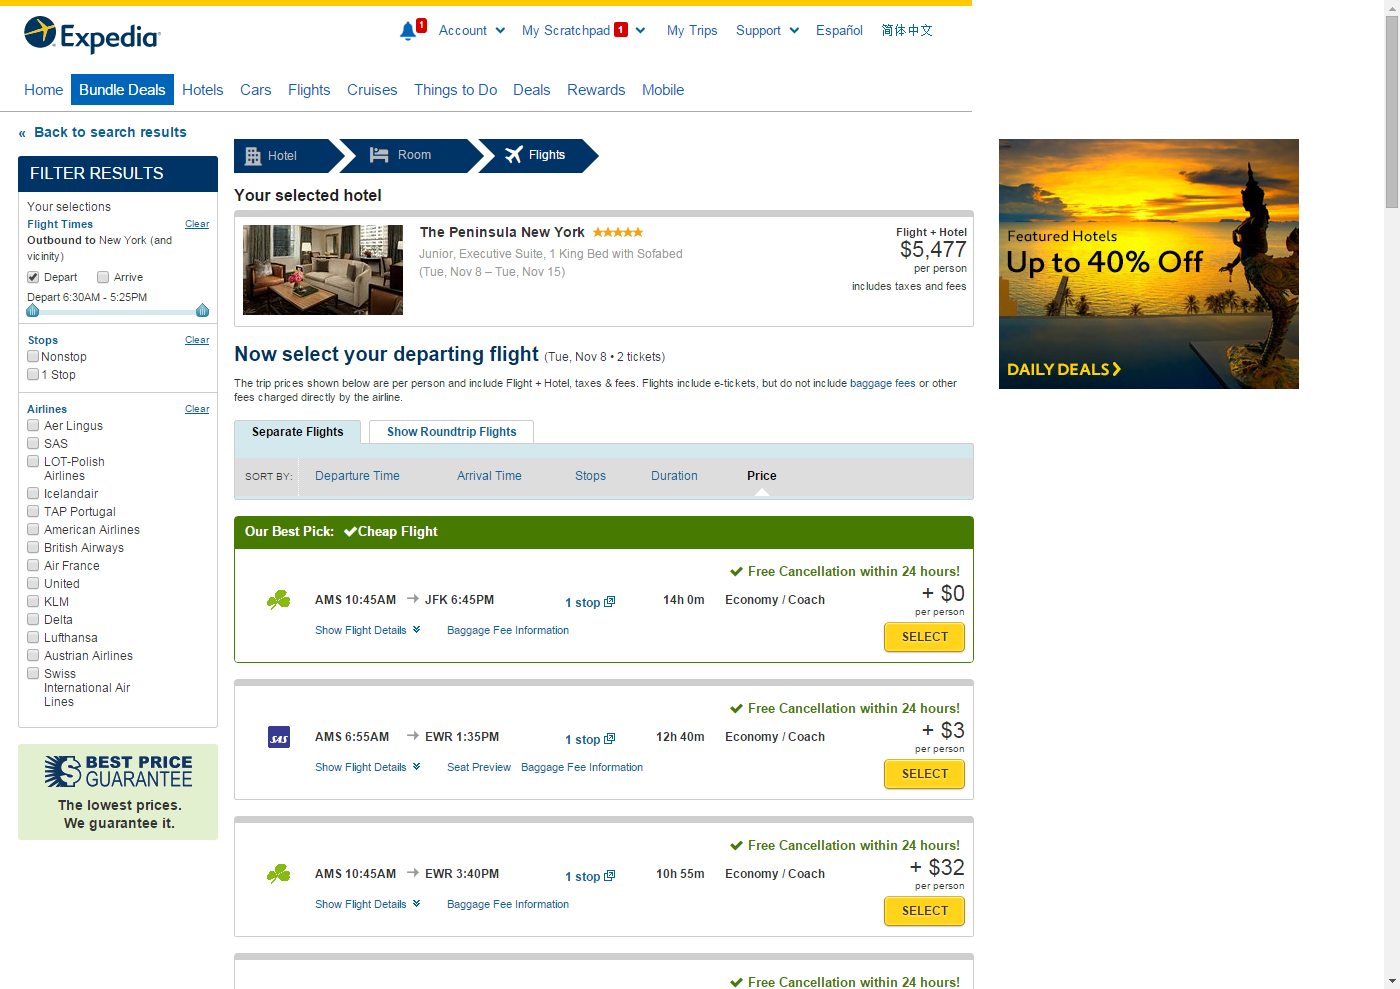 Expedia
1
Account
My Scratchpad 1
My Trips
Support
Español
简体中文
Home
Bundle Deals
Hotels
Cars
Flights
Cruises
Things to Do
Deals
Rewards
Mobile
« Back to search results
FILTER RESULTS
Your selections
Flight Times Clear
Outbound to New York (and
vicinity)
Depart Arrive
Depart 6:30AM - 5:25PM
Stops Clear
Nonstop
1 Stop
Airlines Clear
Aer Lingus
SAS
LOT-Polish
Airlines
Icelandair
TAP Portugal
American Airlines
British Airways
Air France
United
KLM
Delta
Lufthansa
Austrian Airlines
Swiss
International Air
Lines
BEST PRICE
GUARANTEE
The lowest prices.
We guarantee it.
Hotel
Room
Flights
Your selected hotel
The Peninsula New York
Junior, Executive Suite, 1 King Bed with Sofabed
(Tue, Nov 8 – Tue, Nov 15)
Flight + Hotel
$5,477
per person
includes taxes and fees
Now select your departing flight (Tue, Nov 8 • 2 tickets)
The trip prices shown below are per person and include Flight + Hotel, taxes & fees. Flights include e-tickets, but do not include baggage fees or other
fees charged directly by the airline.
Separate Flights
Show Roundtrip Flights
SORT BY: Departure Time Arrival Time Stops Duration Price
Our Best Pick: Cheap Flight
Free Cancellation within 24 hours!
AMS 10:45AM JFK 6:45PM 1 stop 14h 0m Economy / Coach + $0
per person
Show Flight Details Baggage Fee Information
SELECT
Free Cancellation within 24 hours!
SAS
AMS 6:55AM EWR 1:35PM 1 stop 12h 40m Economy / Coach + $3
per person
Show Flight Details Seat Preview Baggage Fee Information
SELECT
Free Cancellation within 24 hours!
AMS 10:45AM EWR 3:40PM 1 stop 10h 55m Economy / Coach + $32
per person
Show Flight Details Baggage Fee Information
SELECT
Free Cancellation within 24 hours!
Featured Hotels
Up to 40% Off
DAILY DEALS